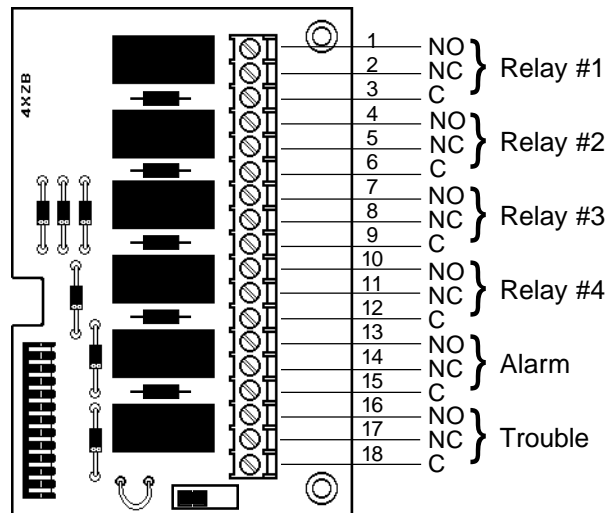 4XZB
1 NO
2 NC Relay #1
3 C
4 NO
5 NC Relay #2
6 C
7 NO
8 NC Relay #3
9 C
10 NO
11 NC Relay #4
12 C
13 NO
14 NC Alarm
15 C
16 NO
17 NC Trouble
18 C